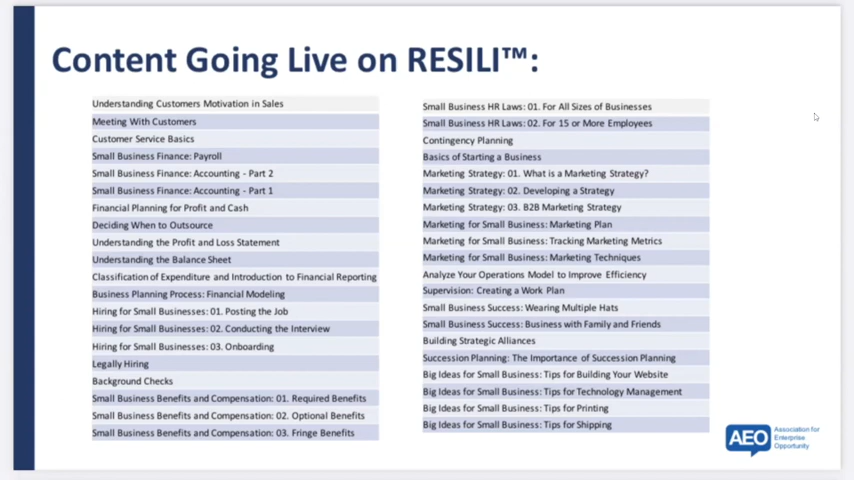 Content Going Live on RESILI™:
Understanding Customers Motivation in Sales
Meeting With Customers
Customer Service Basics
Small Business Finance: Payroll
Small Business Finance: Accounting - Part 2
Small Business Finance: Accounting - Part 1
Financial Planning for Profit and Cash
Deciding When to Outsource
Understanding the Profit and Loss Statement
Understanding the Balance Sheet
Classification of Expenditure and Introduction to Financial Reporting
Business Planning Process: Financial Modeling
Hiring for Small Businesses: 01. Posting the Job
Hiring for Small Businesses: 02. Conducting the Interview
Hiring for Small Businesses: 03. Onboarding
Legally Hiring
Background Checks
Small Business Benefits and Compensation: 01. Required Benefits
Small Business Benefits and Compensation: 02. Optional Benefits
Small Business Benefits and Compensation: 03. Fringe Benefits
Small Business HR Laws: 01. For All Sizes of Businesses
Small Business HR Laws: 02. For 15 or More Employees
Contingency Planning
Basics of Starting a Business
Marketing Strategy: 01. What is a Marketing Strategy?
Marketing Strategy: 02. Developing a Strategy
Marketing Strategy: 03. B2B Marketing Strategy
Marketing for Small Business: Marketing Plan
Marketing for Small Business: Tracking Marketing Metrics
Marketing for Small Business: Marketing Techniques
Analyze Your Operations Model to Improve Efficiency
Supervision: Creating a Work Plan
Small Business Success: Wearing Multiple Hats
Small Business Success: Business with Family and Friends
Building Strategic Alliances
Succession Planning: The Importance of Succession Planning
Big Ideas for Small Business: Tips for Building Your Website
Big Ideas for Small Business: Tips for Technology Management
Big Ideas for Small Business: Tips for Printing
Big Ideas for Small Business: Tips for Shipping
AEO
Association for
Enterprise
Opportunity